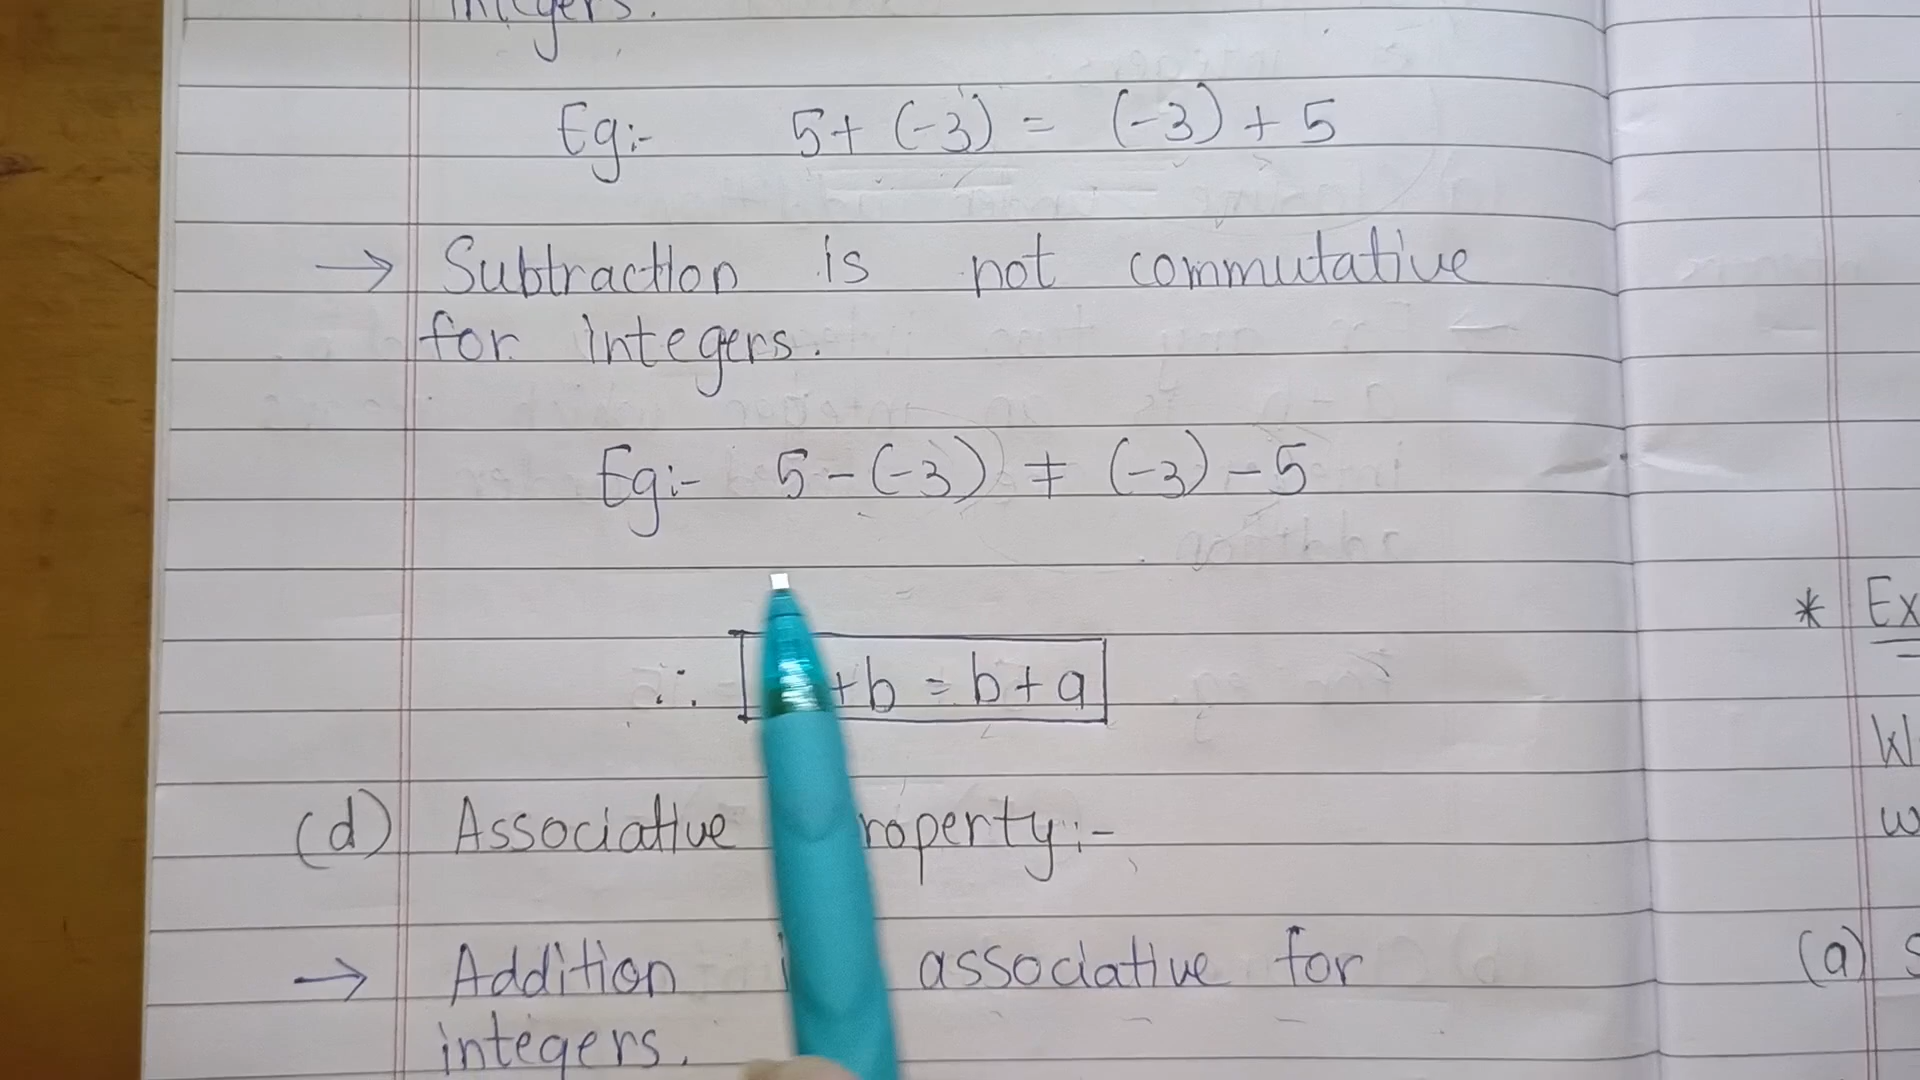 integers.
Eg:- 5+ (-3) = (-3) + 5
→ Subtraction is not commutative
for integers.
Eg:- 5 - (-3) ≠ (-3) - 5
∴ +b = b+a
(d) Associative roperty:-
→ Addition associative for
integers.
* Ex
W
w
(a) S